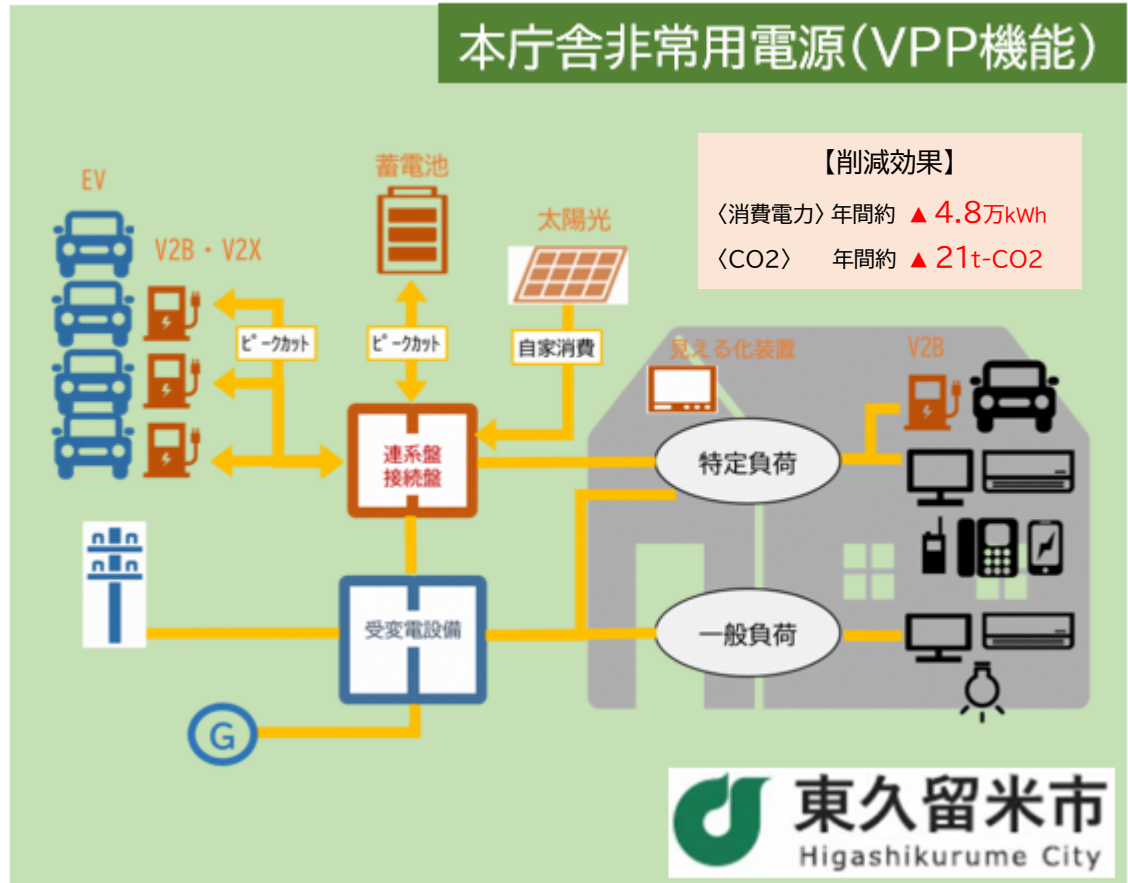 本庁舎非常用電源(VPP機能)
【削減効果】
〈消費電力〉 年間約 ▲ 4.8万kWh
〈CO2〉 年間約 ▲ 21t-CO2
EV
V2B・V2X
蓄電池
太陽光
ﾋﾟｰｸｶｯﾄ
ﾋﾟｰｸｶｯﾄ
自家消費
見える化装置
V2B
連系盤
接続盤
特定負荷
受変電設備
一般負荷
G
東久留米市
Higashikurume City